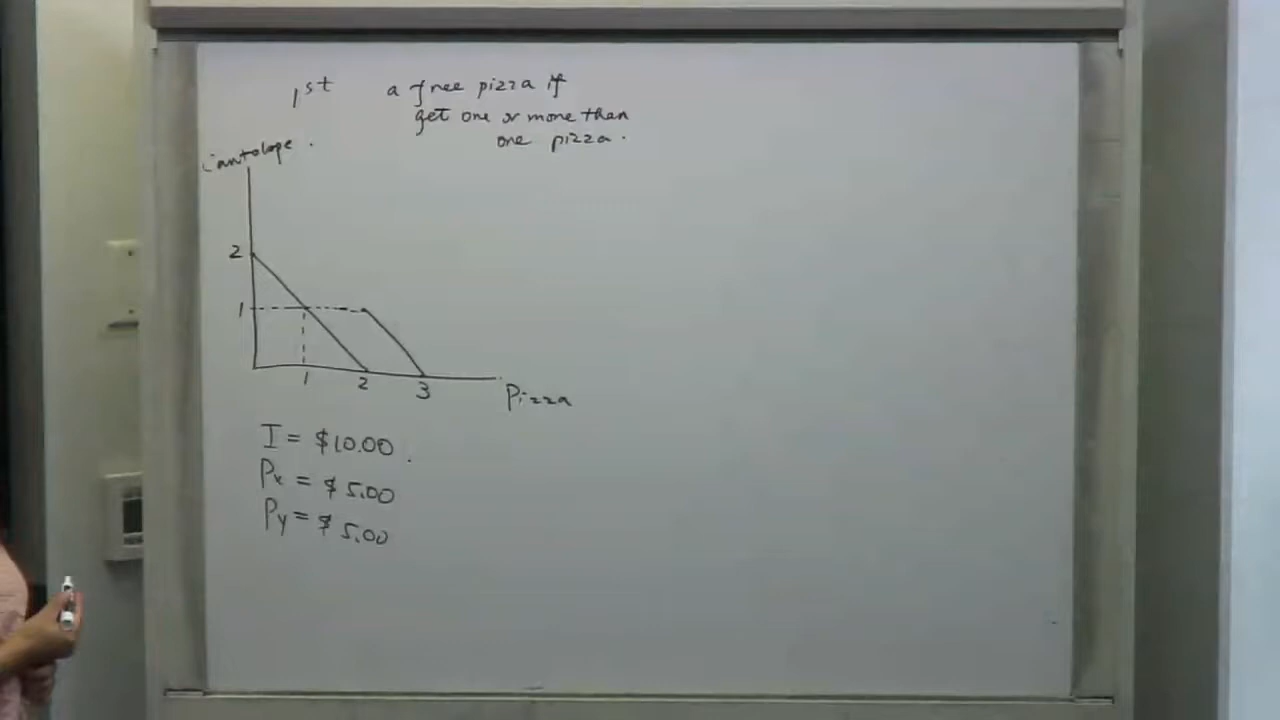 1st
a free pizza if
get one or more than
one pizza.
Cantolope.
2
1
1 2 3
Pizza
I = $10.00.
Px = $5.00
Py = $5.00